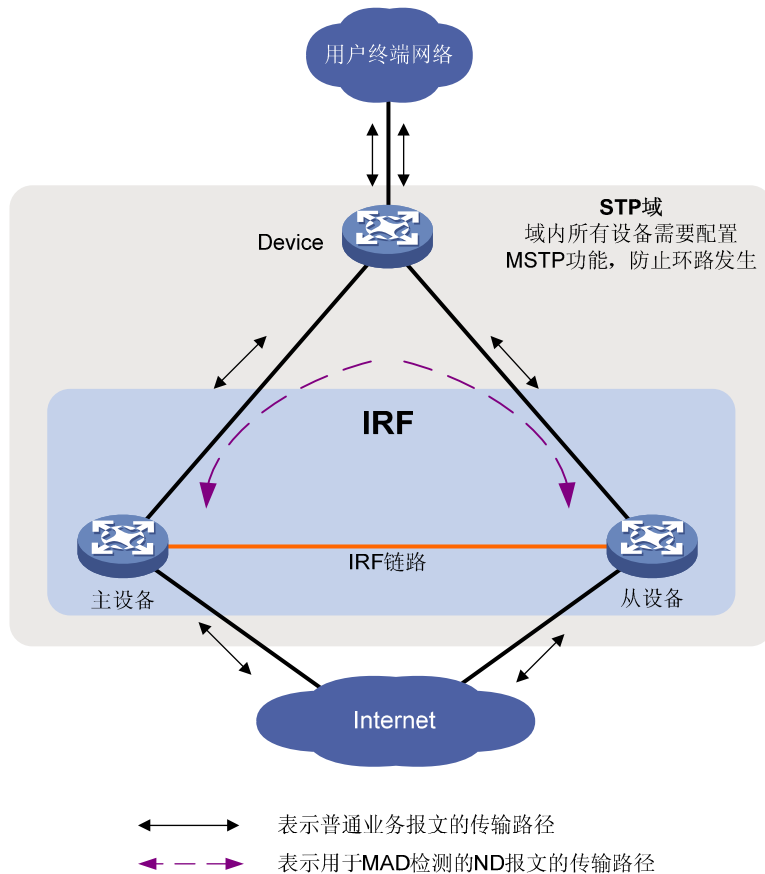 用户终端网络
STP域
域内所有设备需要配置
MSTP功能，防止环路发生
Device
IRF
IRF链路
主设备
从设备
Internet
表示普通业务报文的传输路径
表示用于MAD检测的ND报文的传输路径